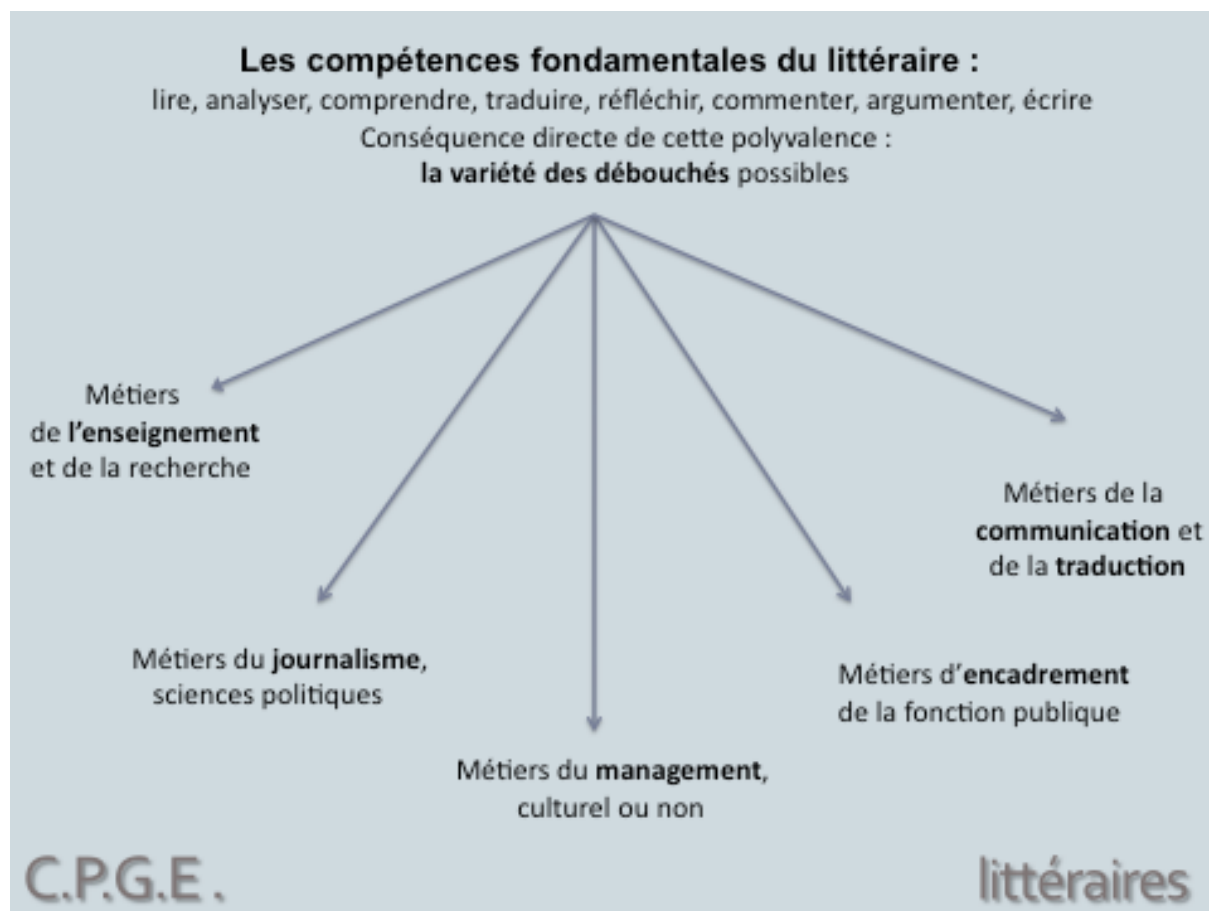 Les compétences fondamentales du littéraire :
lire, analyser, comprendre, traduire, réfléchir, commenter, argumenter, écrire
Conséquence directe de cette polyvalence :
la variété des débouchés possibles
Métiers
de l'enseignement
et de la recherche
Métiers de la
communication et
de la traduction
Métiers du journalisme,
sciences politiques
Métiers d'encadrement
de la fonction publique
Métiers du management,
culturel ou non
C.P.G.E .
littéraires